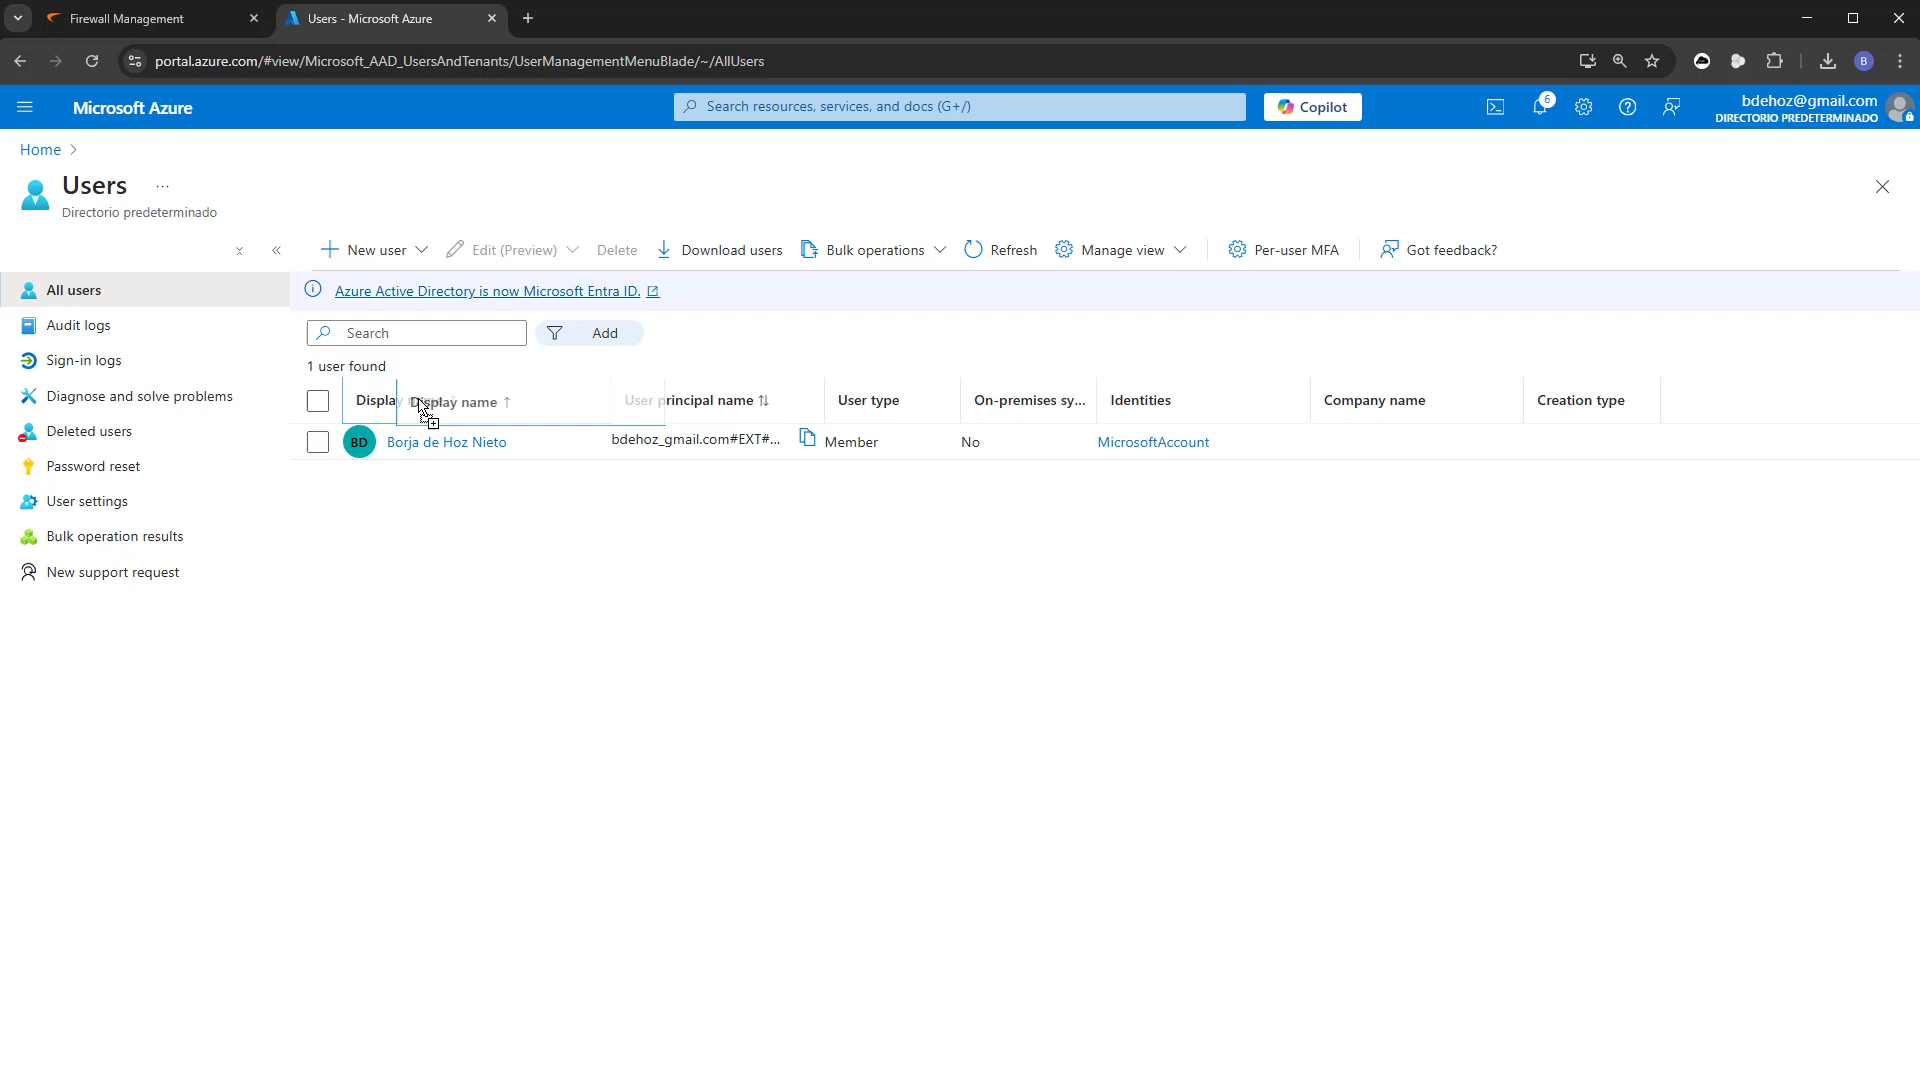 Firewall Management
Users - Microsoft Azure
portal.azure.com/#view/Microsoft_AAD_UsersAndTenants/UserManagementMenuBlade/~/AllUsers
B
Microsoft Azure
Search resources, services, and docs (G+/)
Copilot
6
bdehoz@gmail.com
DIRECTORIO PREDETERMINADO
Home
Users
...
Directorio predeterminado
New user
Edit (Preview)
Delete
Download users
Bulk operations
Refresh
Manage view
Per-user MFA
Got feedback?
All users
Audit logs
Sign-in logs
Diagnose and solve problems
Deleted users
Password reset
User settings
Bulk operation results
New support request
Azure Active Directory is now Microsoft Entra ID.
Search
Add
1 user found
Display name ↑
User principal name ↑↓
User type
On-premises sy...
Identities
Company name
Creation type
BD
Borja de Hoz Nieto
bdehoz_gmail.com#EXT#...
Member
No
MicrosoftAccount